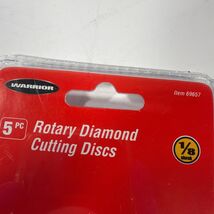 WARRIOR
Item 69657
5 PC
Rotary Diamond
Cutting Discs
1/8